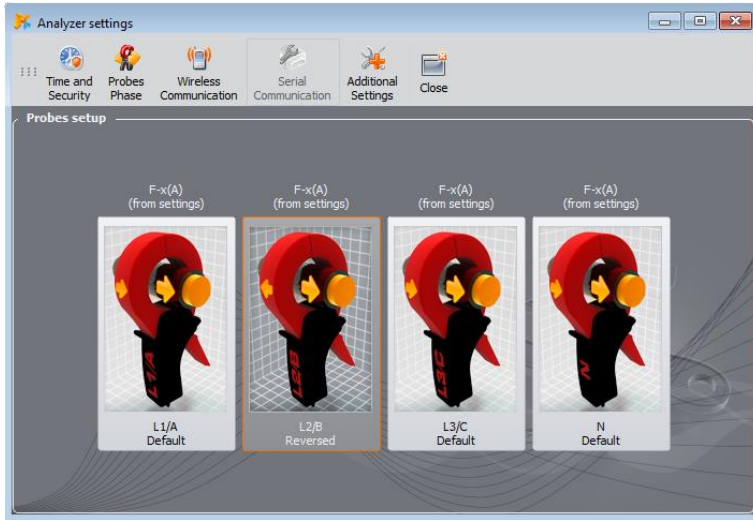 Analyzer settings
Time and
Security
Probes
Phase
Wireless
Communication
Serial
Communication
Additional
Settings
Close
Probes setup
F-x(A)
(from settings)
F-x(A)
(from settings)
F-x(A)
(from settings)
F-x(A)
(from settings)
L1/A
L2/B
L3/C
N
L1/A
Default
L2/B
Reversed
L3/C
Default
N
Default